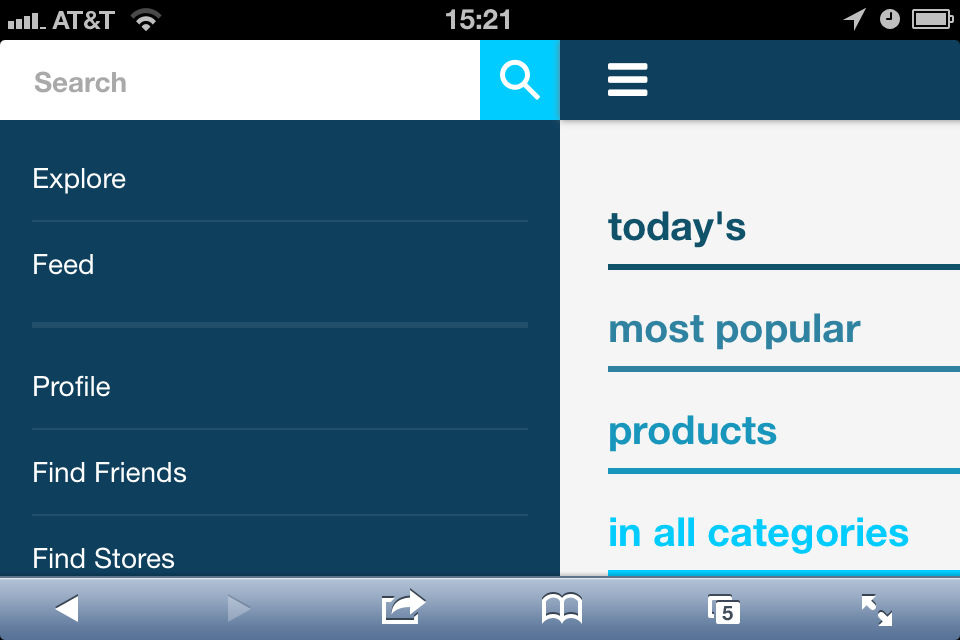 AT&T 15:21
Search
Explore
Feed
Profile
Find Friends
Find Stores
today's
most popular
products
in all categories
5